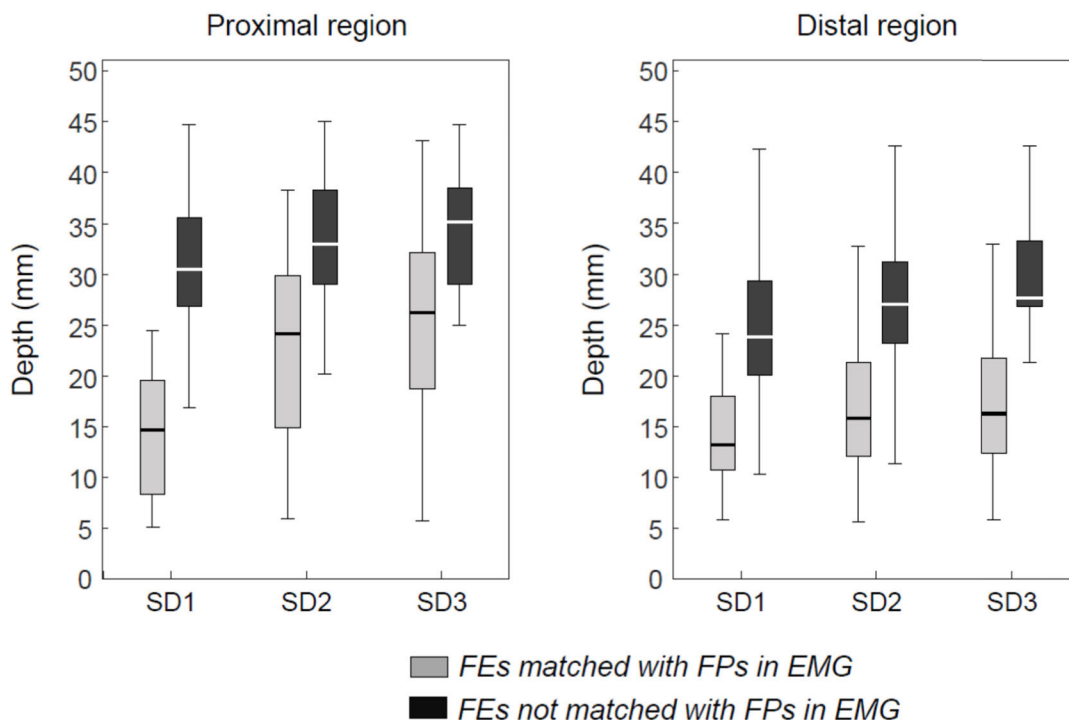 Proximal region
Depth (mm)
50
45
40
35
30
25
20
15
10
5
0
SD1 SD2 SD3
Distal region
Depth (mm)
50
45
40
35
30
25
20
15
10
5
0
SD1 SD2 SD3
FEs matched with FPs in EMG
FEs not matched with FPs in EMG